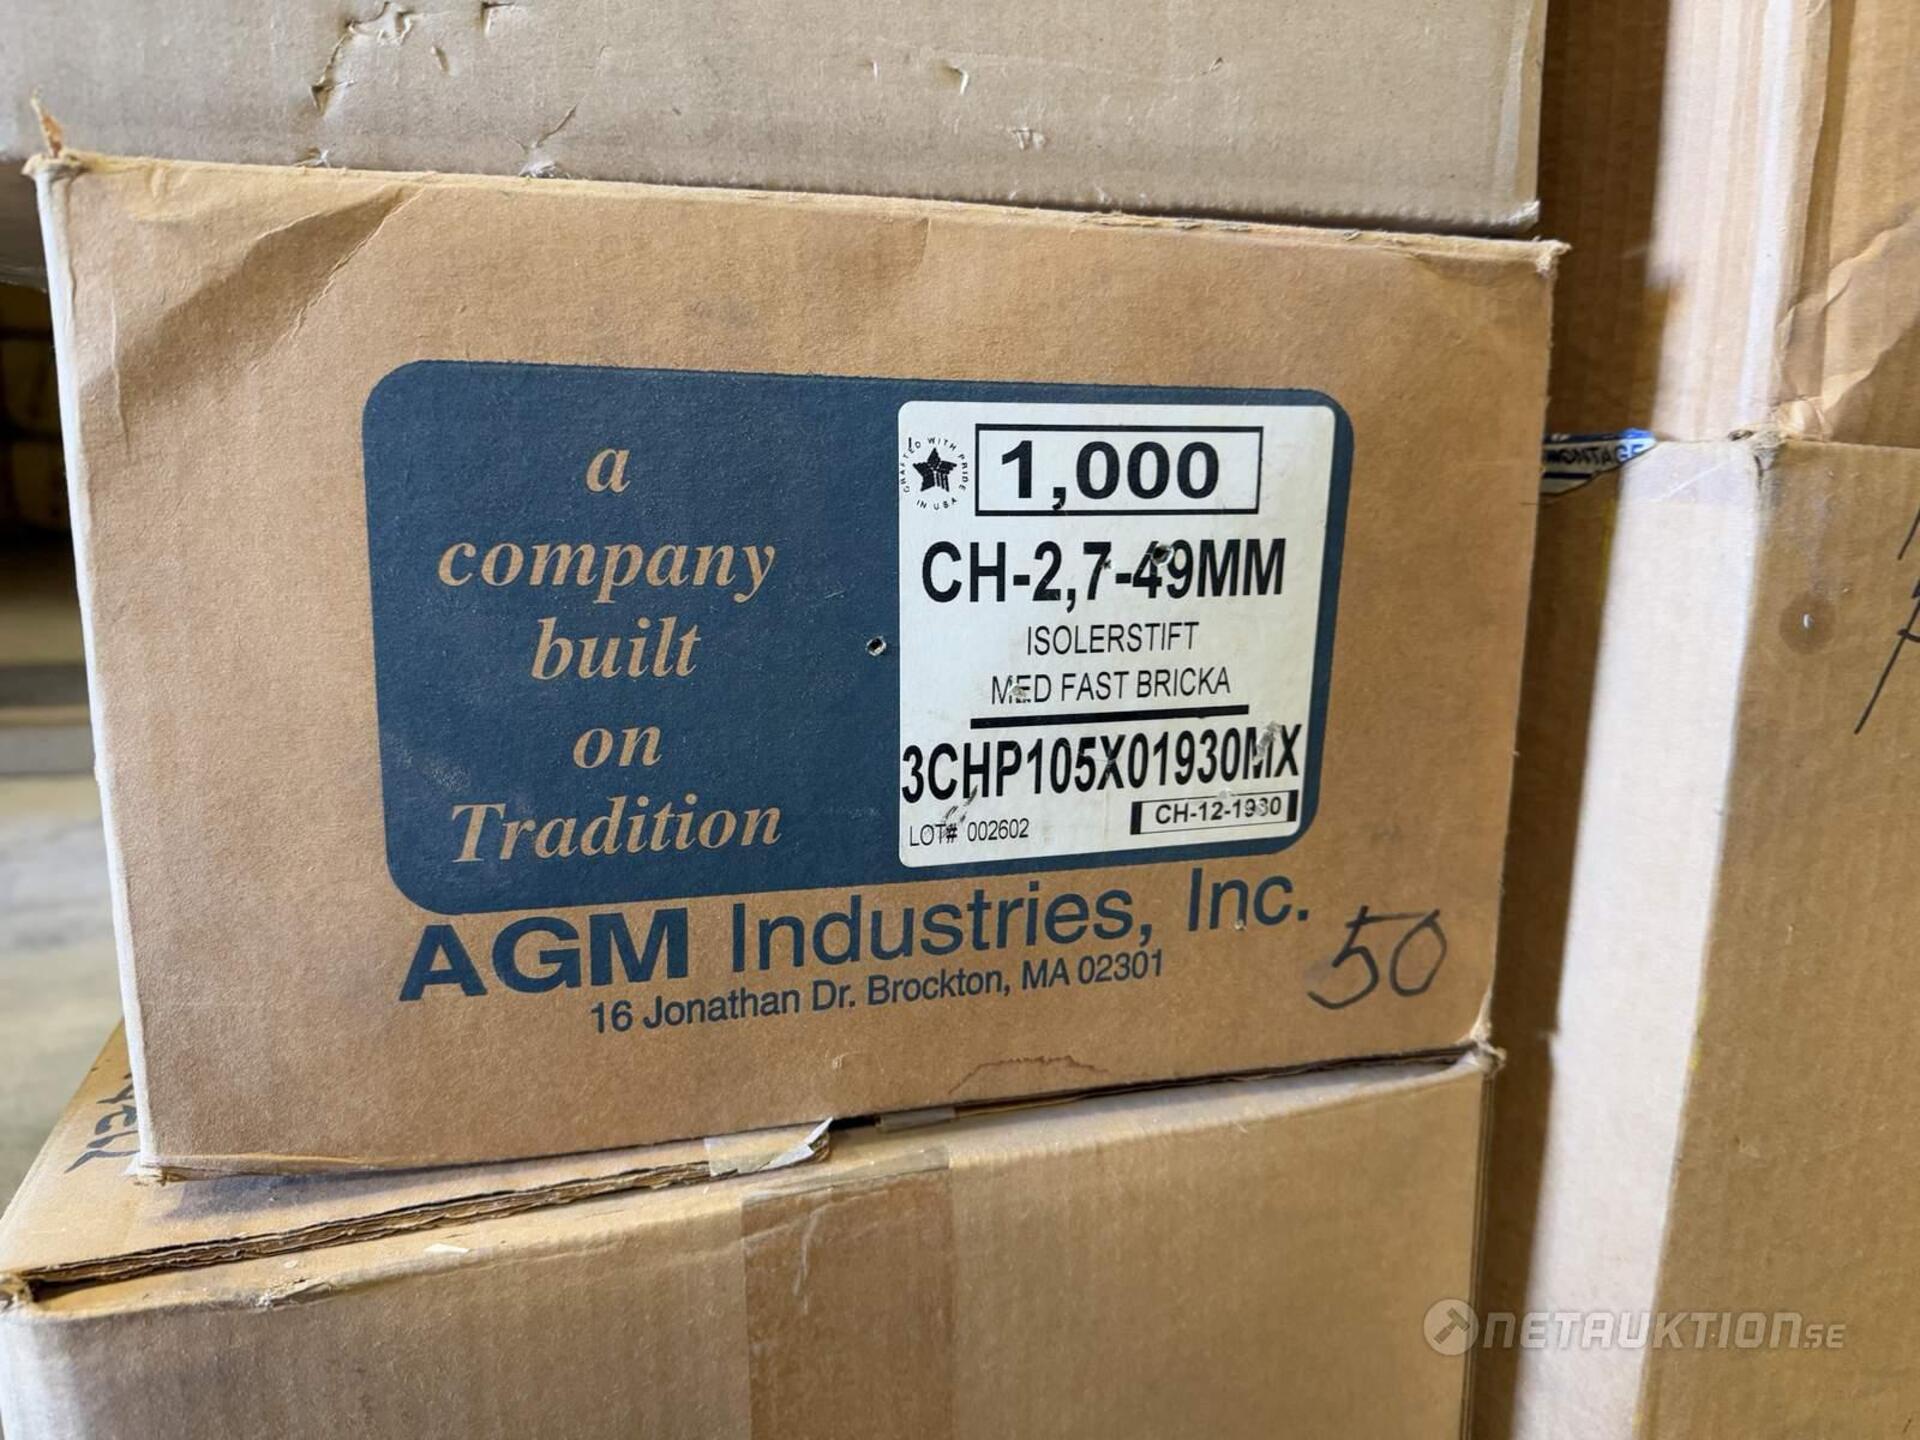 a
company
built
on
Tradition
CRAFTED WITH PRIDE
IN U.S.A
1,000
CH-2,7-49MM
ISOLERSTIFT
MED FAST BRICKA
3CHP105X01930MX
LOT# 002602
CH-12-1930
AGM Industries, Inc.
16 Jonathan Dr. Brockton, MA 02301
50
NETAUKTION.SE